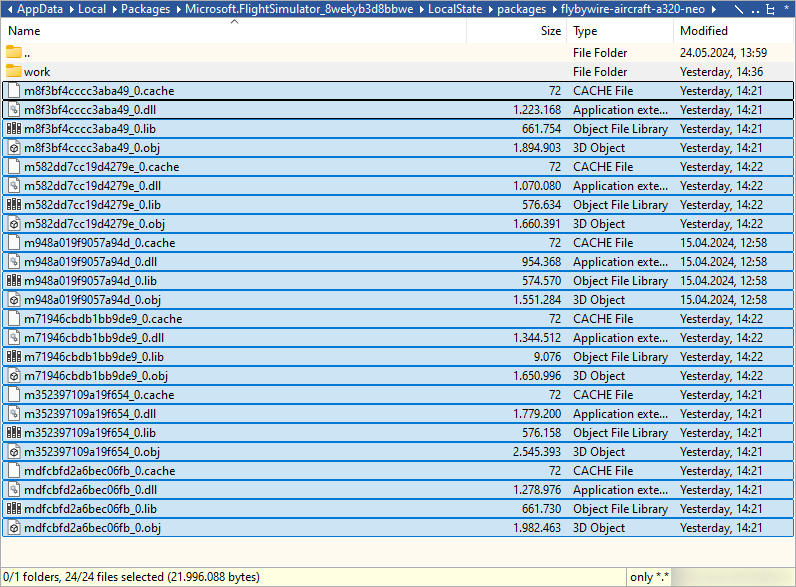 AppData Local Packages Microsoft.FlightSimulator_8wekyb3d8bbwe LocalState packages flybywire-aircraft-a320-neo \ .. *
Name Size Type Modified
.. File Folder 24.05.2024, 13:59
work File Folder Yesterday, 14:36
m8f3bf4cccc3aba49_0.cache 72 CACHE File Yesterday, 14:21
m8f3bf4cccc3aba49_0.dll 1.223.168 Application exte... Yesterday, 14:21
m8f3bf4cccc3aba49_0.lib 661.754 Object File Library Yesterday, 14:21
m8f3bf4cccc3aba49_0.obj 1.894.903 3D Object Yesterday, 14:21
m582dd7cc19d4279e_0.cache 72 CACHE File Yesterday, 14:22
m582dd7cc19d4279e_0.dll 1.070.080 Application exte... Yesterday, 14:22
m582dd7cc19d4279e_0.lib 576.634 Object File Library Yesterday, 14:22
m582dd7cc19d4279e_0.obj 1.660.391 3D Object Yesterday, 14:22
m948a019f9057a94d_0.cache 72 CACHE File 15.04.2024, 12:58
m948a019f9057a94d_0.dll 954.368 Application exte... 15.04.2024, 12:58
m948a019f9057a94d_0.lib 574.570 Object File Library 15.04.2024, 12:58
m948a019f9057a94d_0.obj 1.551.284 3D Object 15.04.2024, 12:58
m71946cbdb1bb9de9_0.cache 72 CACHE File Yesterday, 14:22
m71946cbdb1bb9de9_0.dll 1.344.512 Application exte... Yesterday, 14:22
m71946cbdb1bb9de9_0.lib 9.076 Object File Library Yesterday, 14:22
m71946cbdb1bb9de9_0.obj 1.650.996 3D Object Yesterday, 14:22
m352397109a19f654_0.cache 72 CACHE File Yesterday, 14:21
m352397109a19f654_0.dll 1.779.200 Application exte... Yesterday, 14:21
m352397109a19f654_0.lib 576.158 Object File Library Yesterday, 14:21
m352397109a19f654_0.obj 2.545.393 3D Object Yesterday, 14:21
mdfcbfd2a6bec06fb_0.cache 72 CACHE File Yesterday, 14:21
mdfcbfd2a6bec06fb_0.dll 1.278.976 Application exte... Yesterday, 14:21
mdfcbfd2a6bec06fb_0.lib 661.730 Object File Library Yesterday, 14:21
mdfcbfd2a6bec06fb_0.obj 1.982.463 3D Object Yesterday, 14:21
0/1 folders, 24/24 files selected (21.996.088 bytes) only *.*